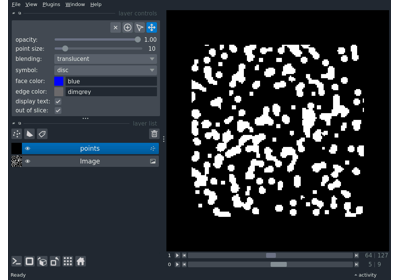 File View Plugins Window Help
layer controls
opacity: 1.00
point size: 10
blending: translucent
symbol: disc
face color: blue
edge color: dimgrey
display text:
out of slice:
layer list
points
Image
1 64 127
0 5 9
Ready activity